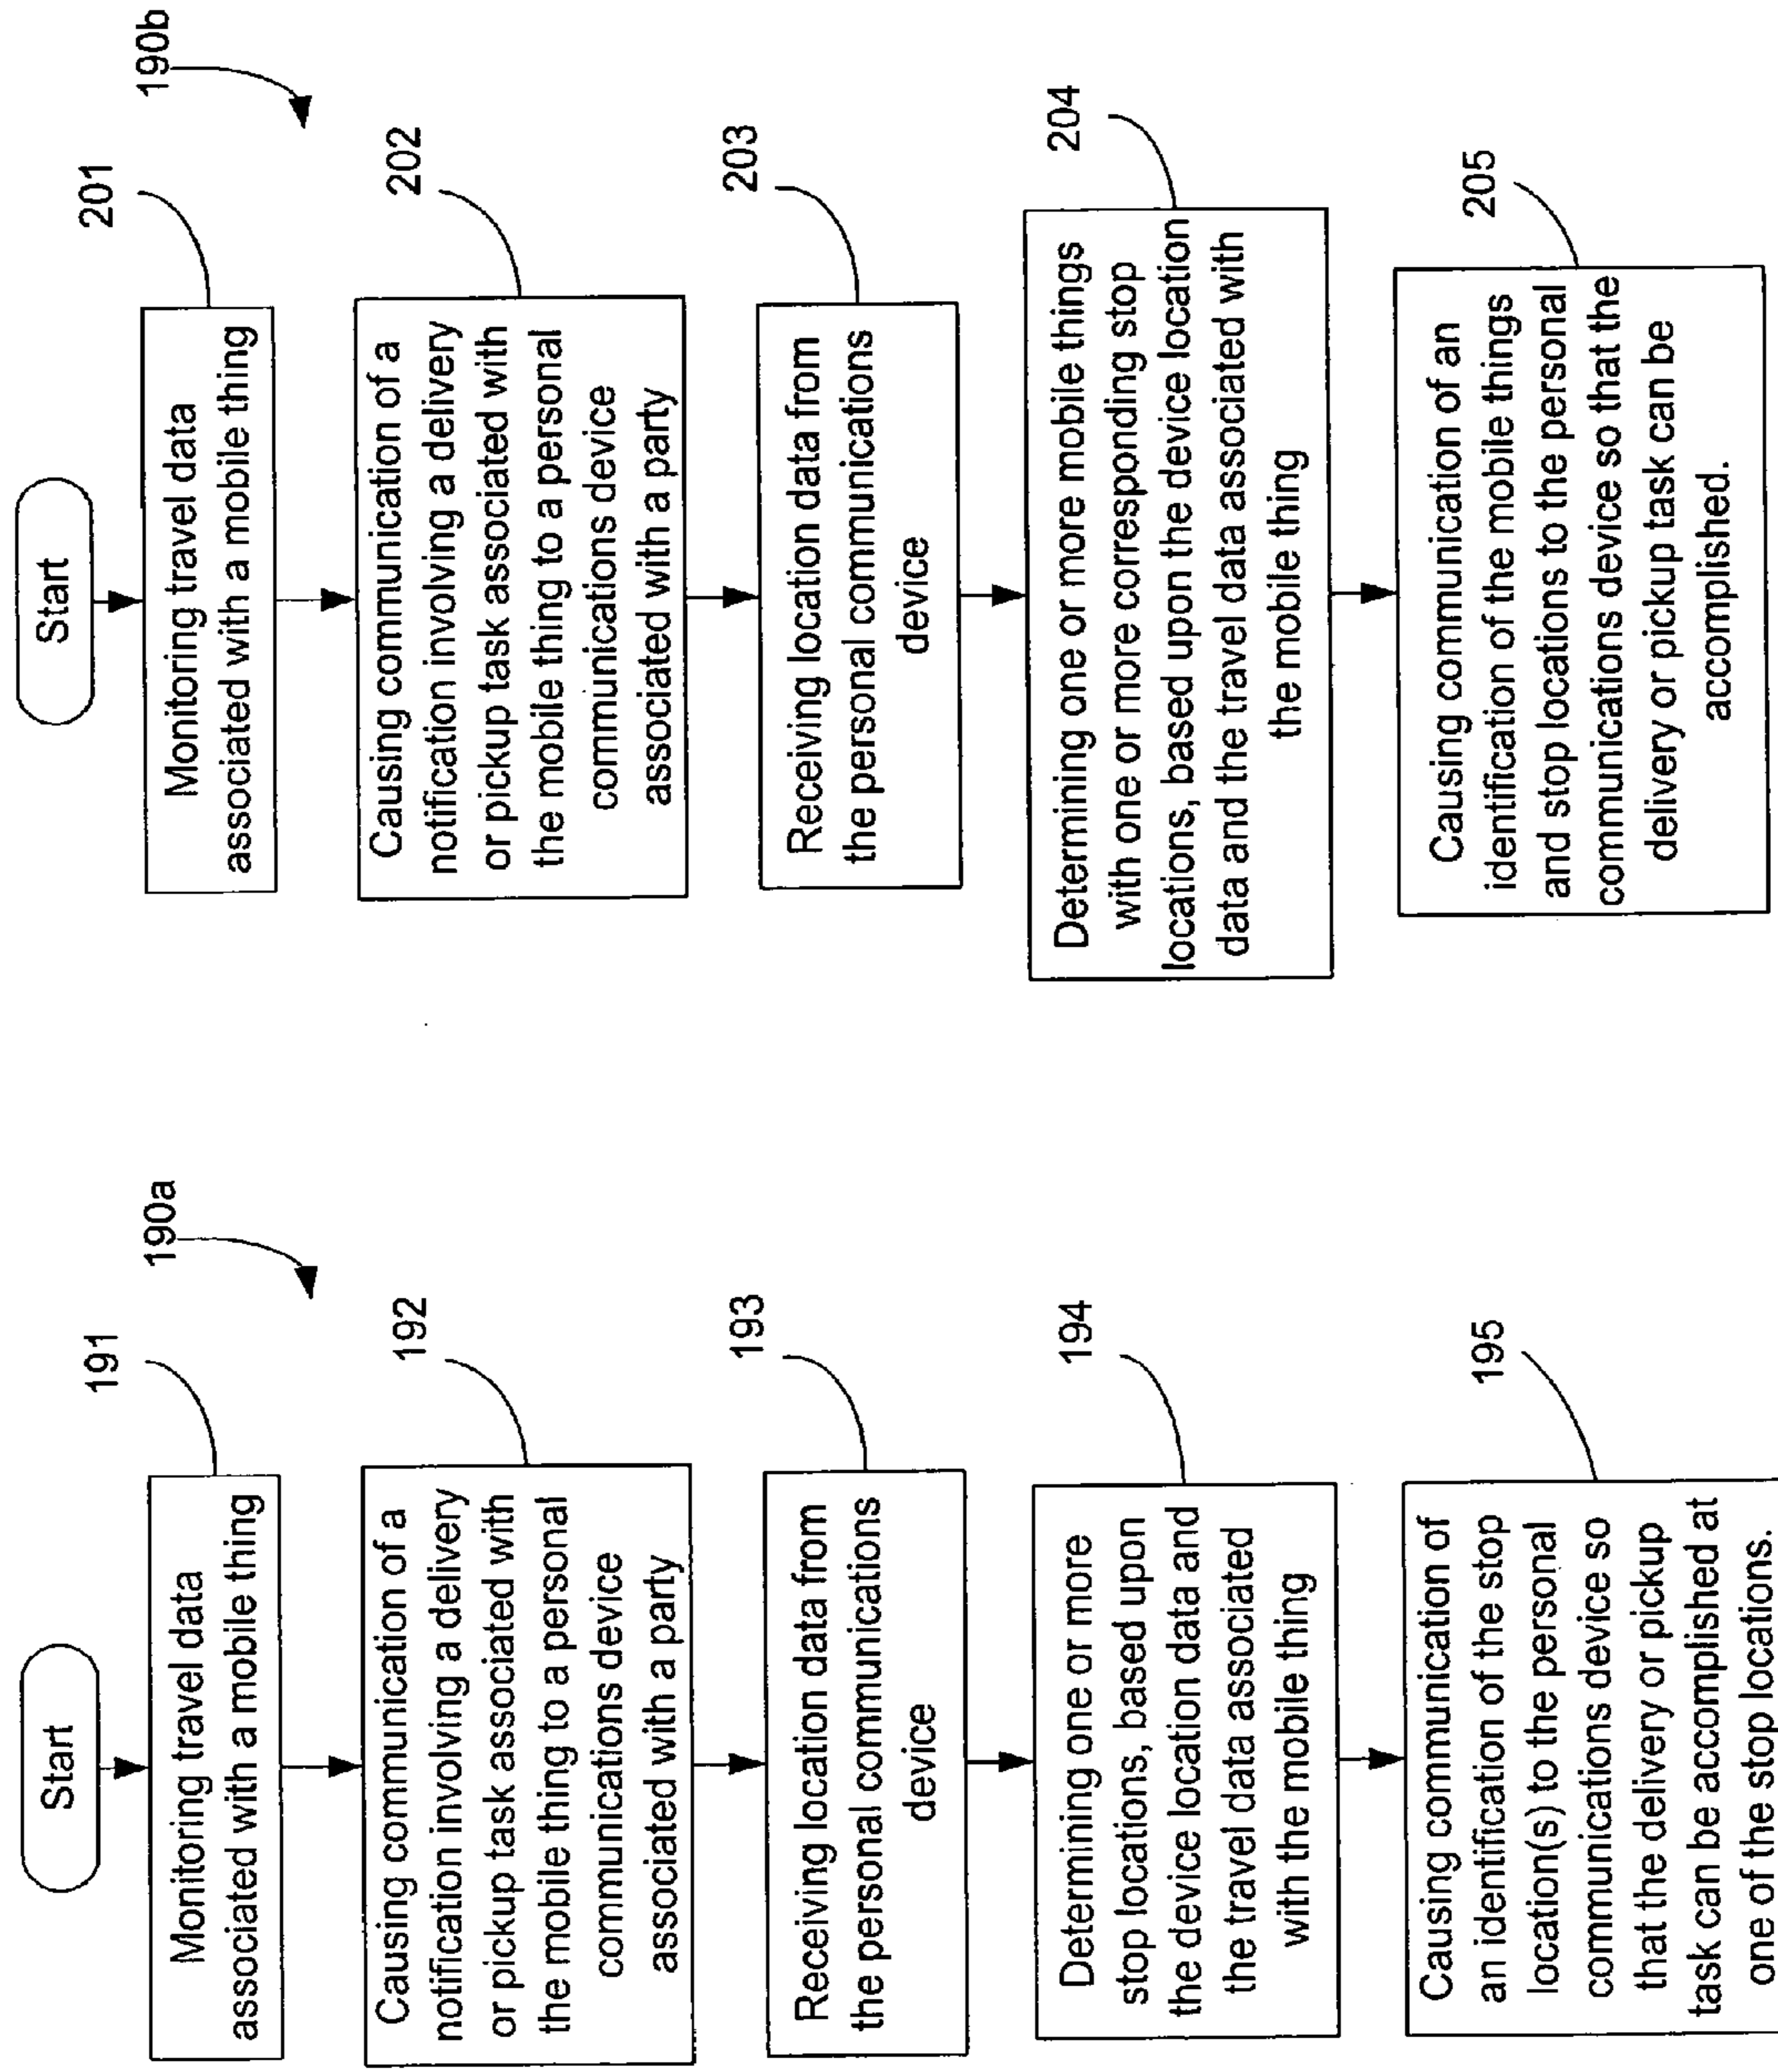 Start
190a
191
Monitoring travel data
associated with a mobile thing
192
Causing communication of a
notification involving a delivery
or pickup task associated with
the mobile thing to a personal
communications device
associated with a party
193
Receiving location data from
the personal communications
device
194
Determining one or more
stop locations, based upon
the device location data and
the travel data associated
with the mobile thing
195
Causing communication of
an identification of the stop
location(s) to the personal
communications device so
that the delivery or pickup
task can be accomplished at
one of the stop locations.
Start
190b
201
Monitoring travel data
associated with a mobile thing
202
Causing communication of a
notification involving a delivery
or pickup task associated with
the mobile thing to a personal
communications device
associated with a party
203
Receiving location data from
the personal communications
device
204
Determining one or more mobile things
with one or more corresponding stop
locations, based upon the device location
data and the travel data associated with
the mobile thing
205
Causing communication of an
identification of the mobile things
and stop locations to the personal
communications device so that the
delivery or pickup task can be
accomplished.